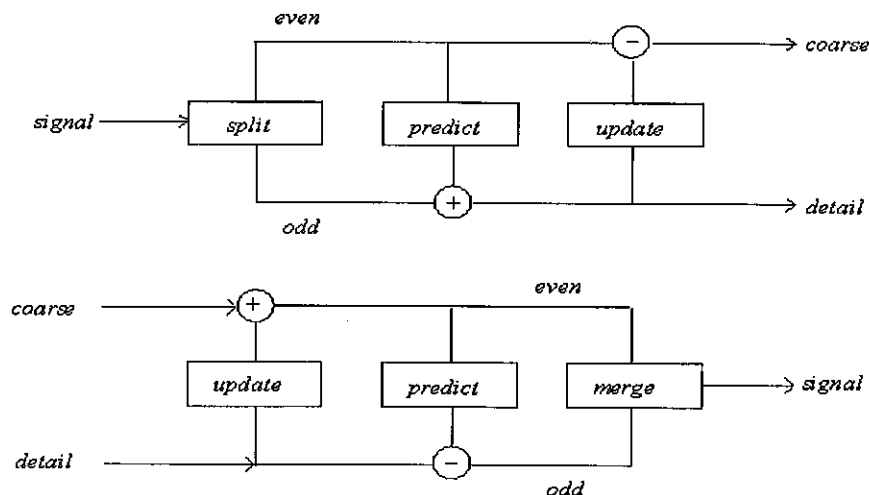 even
−
coarse
signal
split
predict
update
+
detail
odd
coarse
+
even
update
predict
merge
signal
detail
−
odd